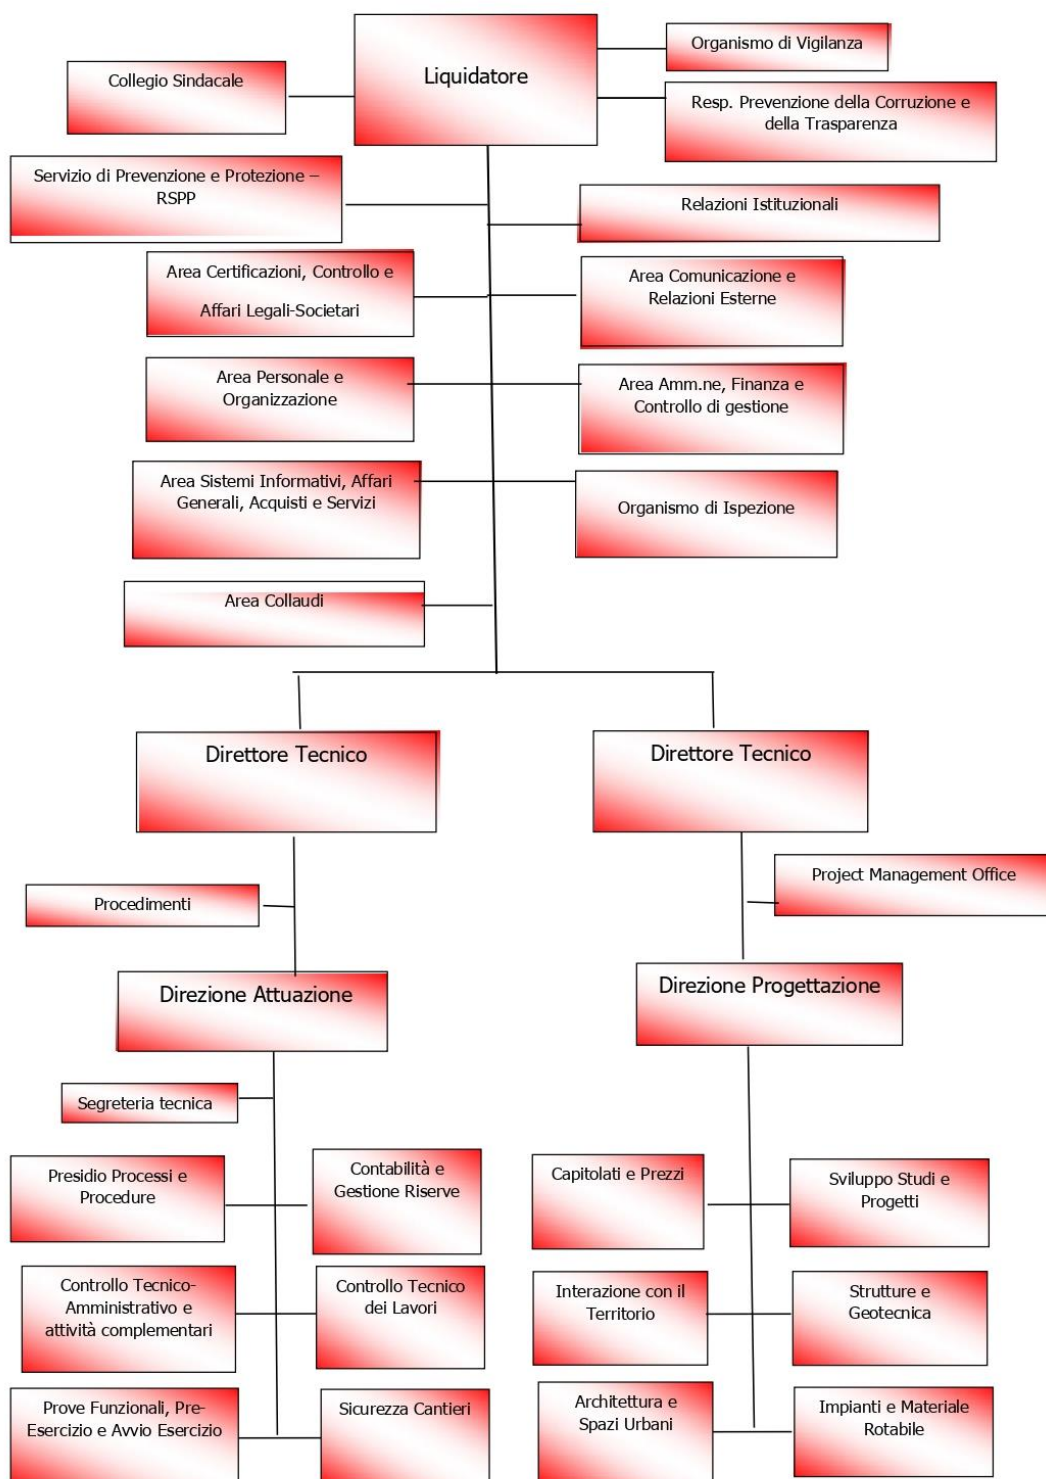 Liquidatore
Organismo di Vigilanza
Collegio Sindacale
Resp. Prevenzione della Corruzione e
della Trasparenza
Servizio di Prevenzione e Protezione –
RSPP
Relazioni Istituzionali
Area Certificazioni, Controllo e
Affari Legali-Societari
Area Comunicazione e
Relazioni Esterne
Area Personale e
Organizzazione
Area Amm.ne, Finanza e
Controllo di gestione
Area Sistemi Informativi, Affari
Generali, Acquisti e Servizi
Organismo di Ispezione
Area Collaudi
Direttore Tecnico
Direttore Tecnico
Procedimenti
Project Management Office
Direzione Attuazione
Direzione Progettazione
Segreteria tecnica
Presidio Processi e
Procedure
Contabilità e
Gestione Riserve
Capitolati e Prezzi
Sviluppo Studi e
Progetti
Controllo Tecnico-
Amministrativo e
attività complementari
Controllo Tecnico
dei Lavori
Interazione con il
Territorio
Strutture e
Geotecnica
Prove Funzionali, Pre-
Esercizio e Avvio Esercizio
Sicurezza Cantieri
Architettura e
Spazi Urbani
Impianti e Materiale
Rotabile